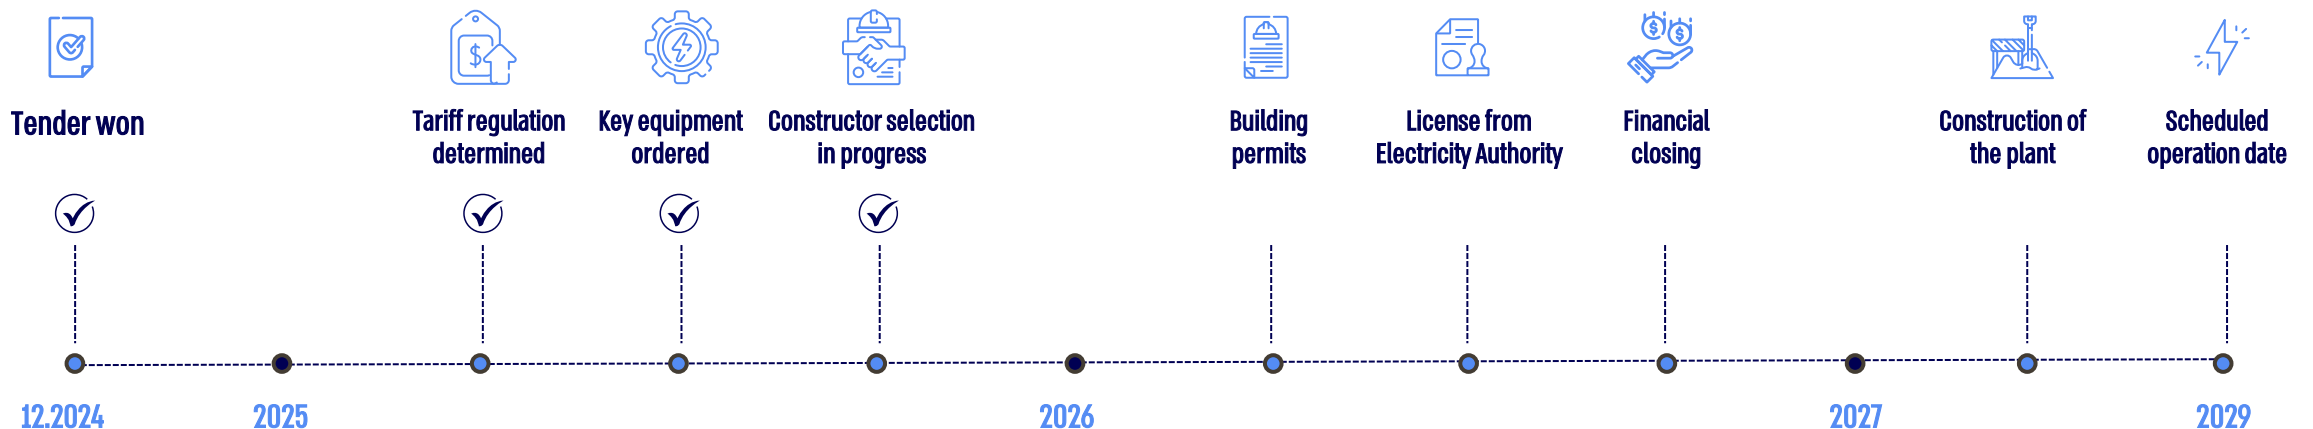 Tender won
Tariff regulation
determined
Key equipment
ordered
Constructor selection
in progress
Building
permits
License from
Electricity Authority
Financial
closing
Construction of
the plant
Scheduled
operation date
$
$
$
12.2024
2025
2026
2027
2029